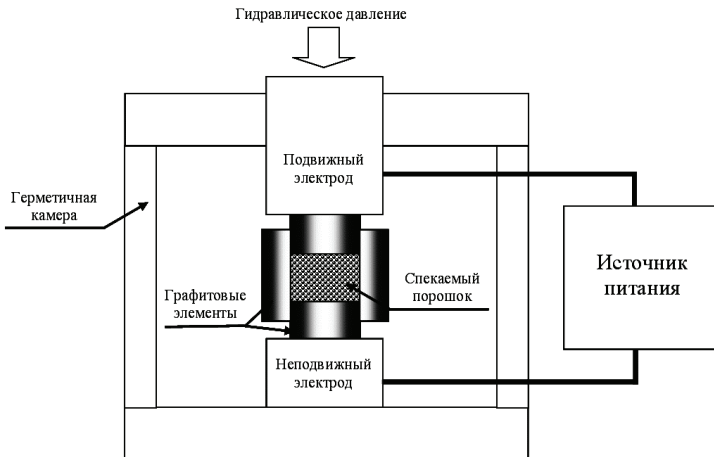 Гидравлическое давление
Подвижный
электрод
Герметичная
камера
Источник
питания
Спекаемый
порошок
Графитовые
элементы
Неподвижный
электрод